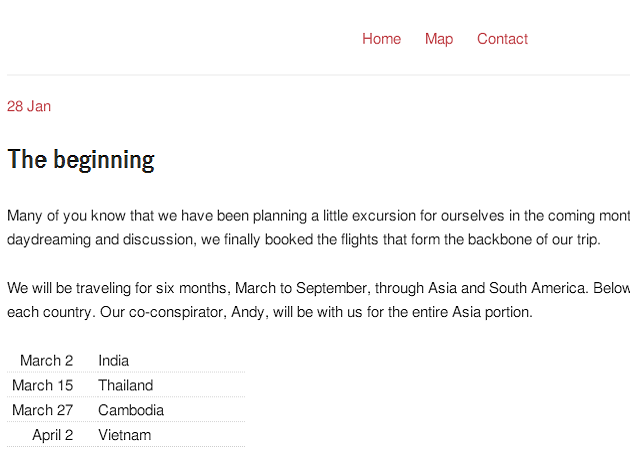 Home Map Contact
28 Jan
The beginning
Many of you know that we have been planning a little excursion for ourselves in the coming
daydreaming and discussion, we finally booked the flights that form the backbone of our trip.
We will be traveling for six months, March to September, through Asia and South America. Below
each country. Our co-conspirator, Andy, will be with us for the entire Asia portion.
March 2 India
March 15 Thailand
March 27 Cambodia
April 2 Vietnam